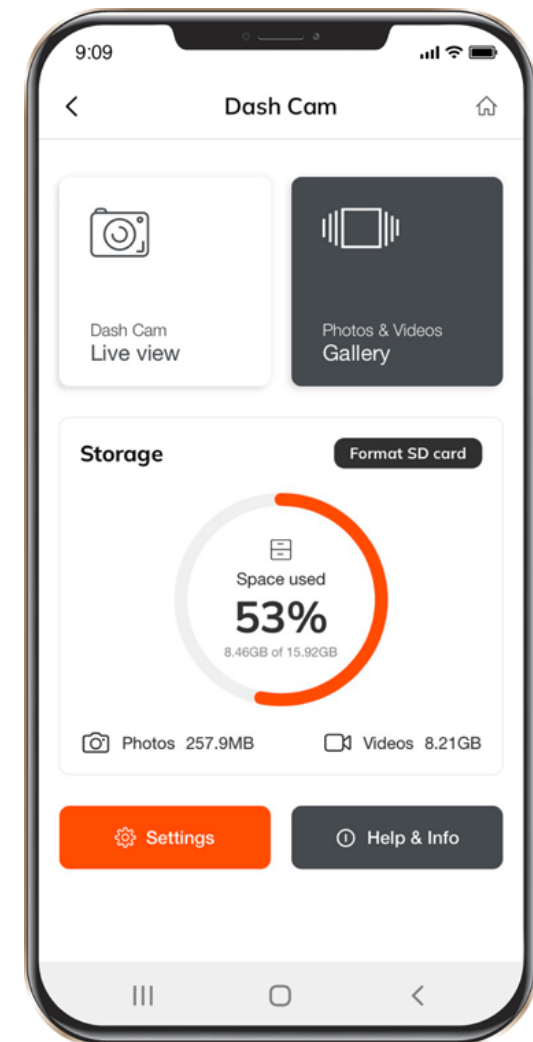 9:09
Dash Cam
Dash Cam
Live view
Photos & Videos
Gallery
Storage
Format SD card
Space used
53%
8.46GB of 15.92GB
Photos 257.9MB
Videos 8.21GB
Settings
Help & Info